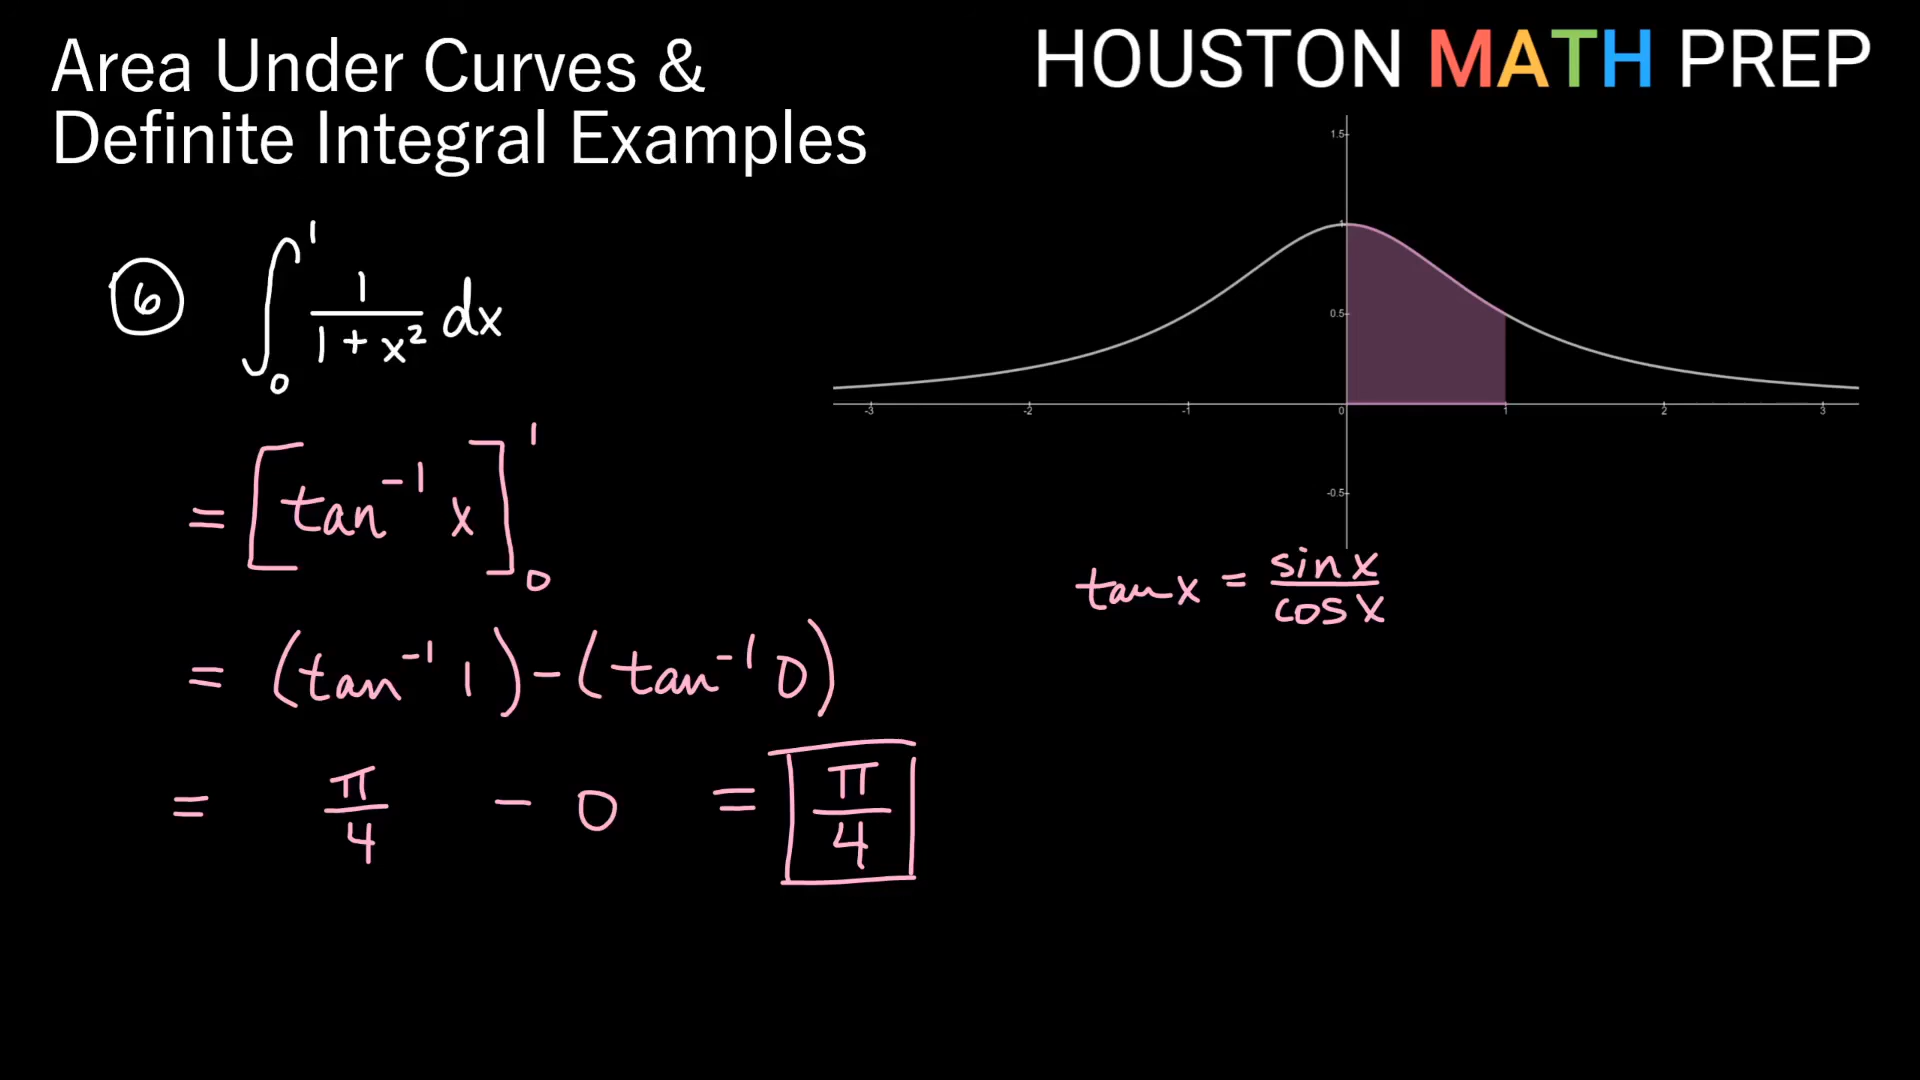 Area Under Curves &
Definite Integral Examples
HOUSTON MATH PREP
1.5
1
0.5
-3 -2 -1 0 1 2 3
-0.5
⑥ ∫₀¹ 1/(1 + x²) dx
= [tan⁻¹ x]₀¹
= (tan⁻¹ 1) - (tan⁻¹ 0)
= π/4 - 0 = π/4
tan x = sin x / cos x